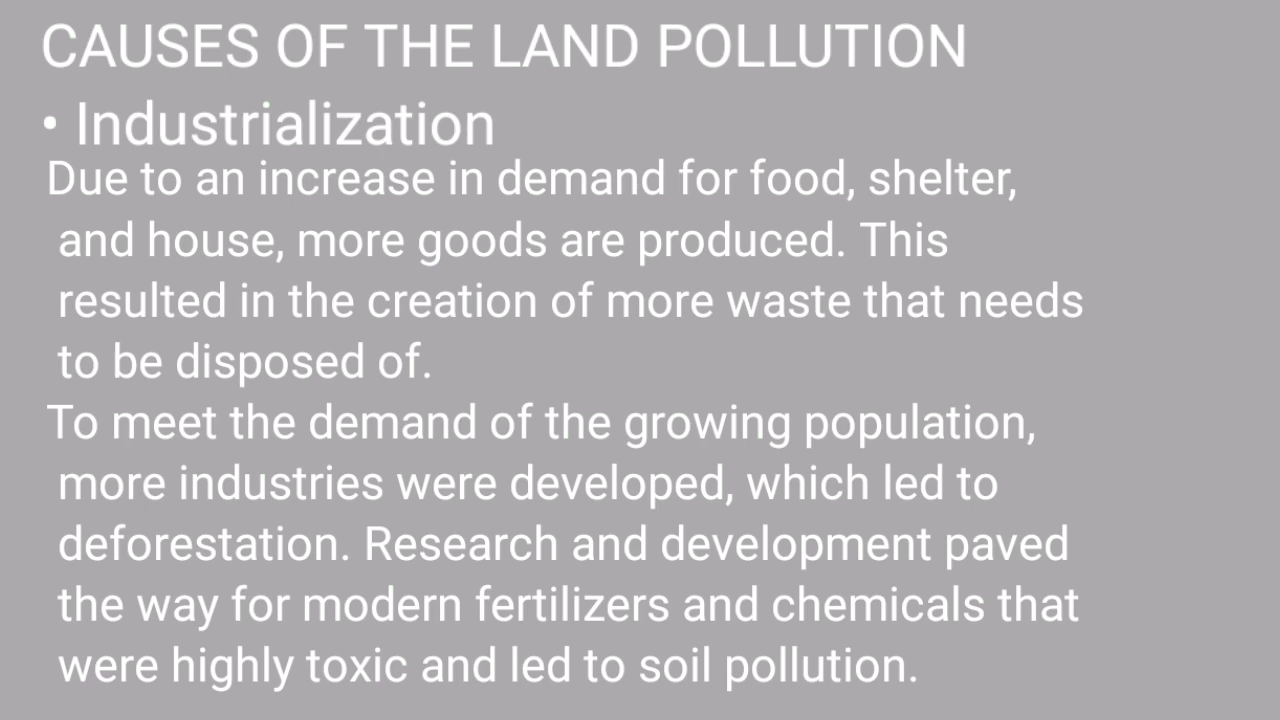 CAUSES OF THE LAND POLLUTION
• Industrialization
Due to an increase in demand for food, shelter,
and house, more goods are produced. This
resulted in the creation of more waste that needs
to be disposed of.
To meet the demand of the growing population,
more industries were developed, which led to
deforestation. Research and development paved
the way for modern fertilizers and chemicals that
were highly toxic and led to soil pollution.